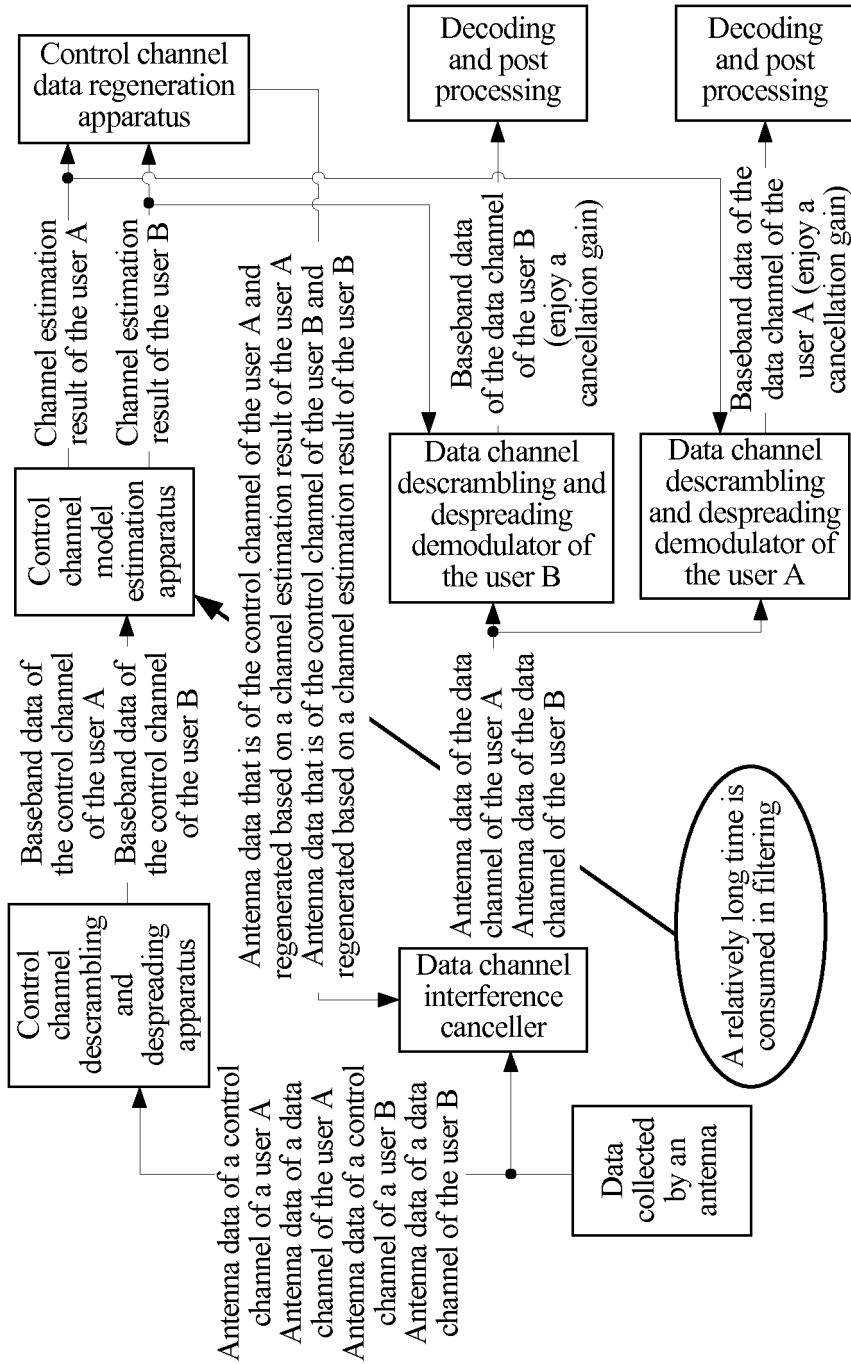 Data
collected
by an
antenna
Antenna data of a control
channel of a user A
Antenna data of a data
channel of the user A
Antenna data of a control
channel of a user B
Antenna data of a data
channel of the user B
Control
channel
descrambling
and
despreading
apparatus
Baseband data of
the control channel
of the user A
Baseband data of
the control channel
of the user B
Control
channel
model
estimation
apparatus
Channel estimation
result of the user A
Channel estimation
result of the user B
Control channel
data regeneration
apparatus
Antenna data that is of the control channel of the user A and
regenerated based on a channel estimation result of the user A
Antenna data that is of the control channel of the user B and
regenerated based on a channel estimation result of the user B
Data channel
interference
canceller
Antenna data of the data
channel of the user A
Antenna data of the data
channel of the user B
Data channel
descrambling and
despreading
demodulator of
the user B
Baseband data
of the data channel
of the user B
(enjoy a
cancellation gain)
Decoding
and post
processing
Data channel
descrambling
and despreading
demodulator of
the user A
Baseband data of the
data channel of the
user A (enjoy a
cancellation gain)
Decoding
and post
processing
A relatively long time is
consumed in filtering